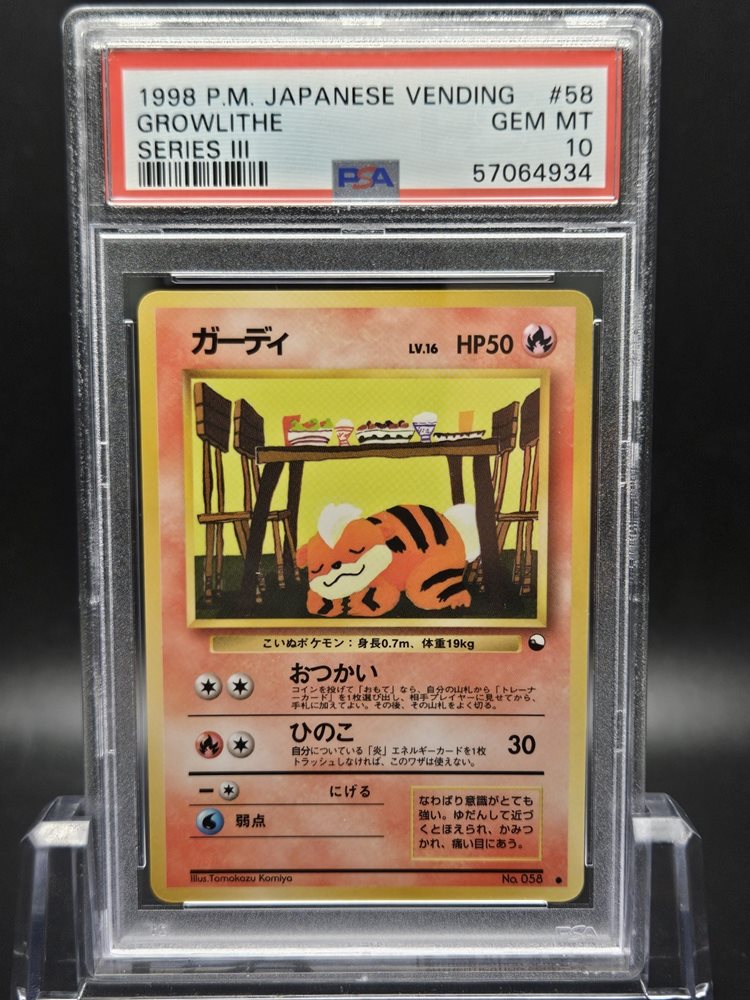 1998 P.M. JAPANESE VENDING #58
GROWLITHE GEM MT
SERIES III 10
PSA 57064934
ガーディ LV.16 HP50
こいぬポケモン：身長0.7m、体重19kg
おつかい
コインを投げて「おもて」なら、自分の山札から「トレーナ
ーカード」を1枚選び出し、相手プレイヤーに見せてから、
手札に加えてよい。その後、その山札をよく切る。
ひのこ 30
自分についている「炎」エネルギーカードを1枚
トラッシュしなければ、このワザは使えない。
にげる
弱点
なわばり意識がとても
強い。ゆだんして近づ
くとほえられ、かみつ
かれ、痛い目にあう。
Illus.Tomokazu Komiya No. 058
PSA